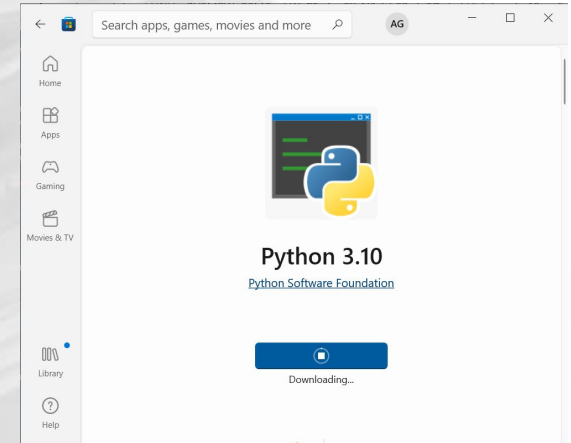 Search apps, games, movies and more
AG
Home
Apps
Gaming
Movies & TV
Library
Help
Python 3.10
Python Software Foundation
Downloading...